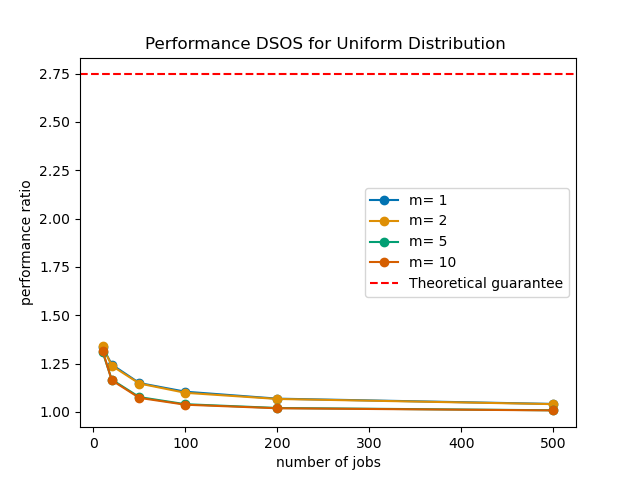 Performance DSOS for Uniform Distribution
performance ratio
2.75
2.50
2.25
2.00
1.75
1.50
1.25
1.00
m= 1
m= 2
m= 5
m= 10
Theoretical guarantee
0
100
200
300
400
500
number of jobs